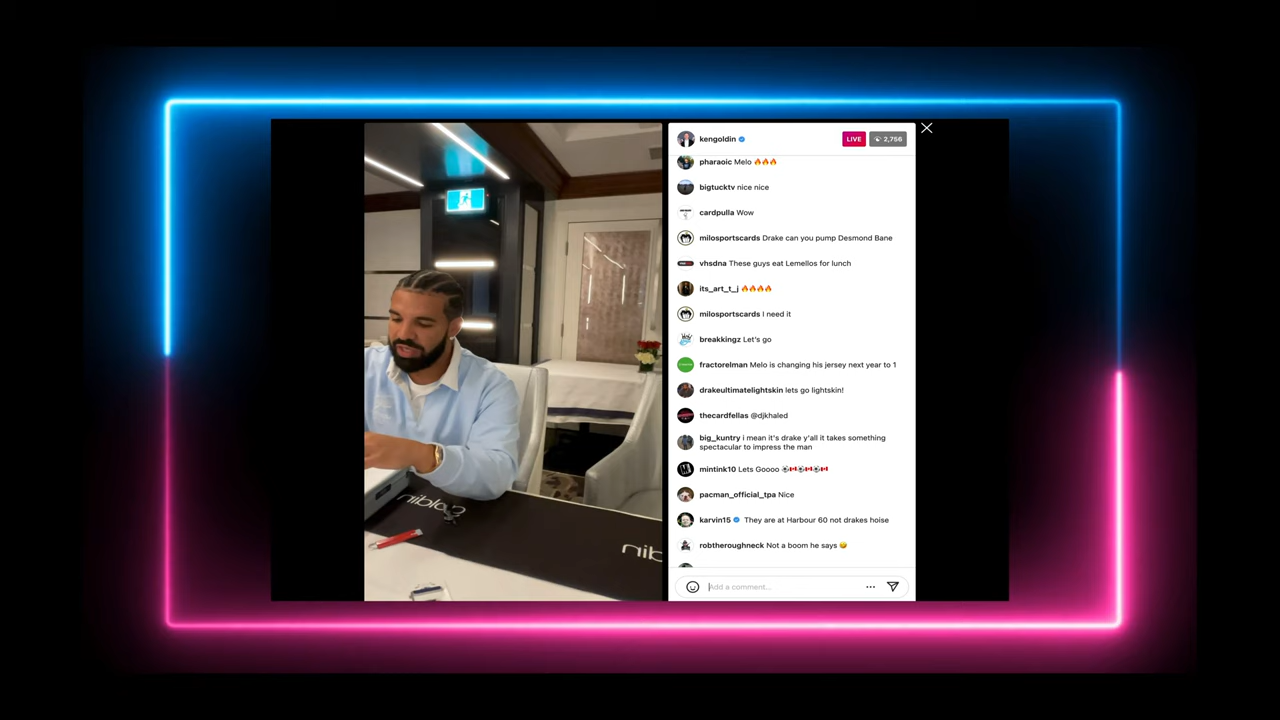 kengoldin
LIVE
2,756
pharaoic Melo 🔥🔥🔥
bigtucktv nice nice
cardpulla Wow
milosportscards Drake can you pump Desmond Bane
vhsdna These guys eat Lemellos for lunch
its_art_t_j 🔥🔥🔥🔥
milosportscards I need it
breakkingz Let's go
fractorelman Melo is changing his jersey next year to 1
drakeultimatelightskin lets go lightskin!
thecardfellas @djkhaled
big_kuntry i mean it's drake y'all it takes something
spectacular to impress the man
mintink10 Lets Goooo ⚽🇨🇦⚽🇨🇦⚽🇨🇦
pacman_official_tpa Nice
karvin15 They are at Harbour 60 not drakes hoise
robtheroughneck Not a boom he says 🤣
Add a comment...